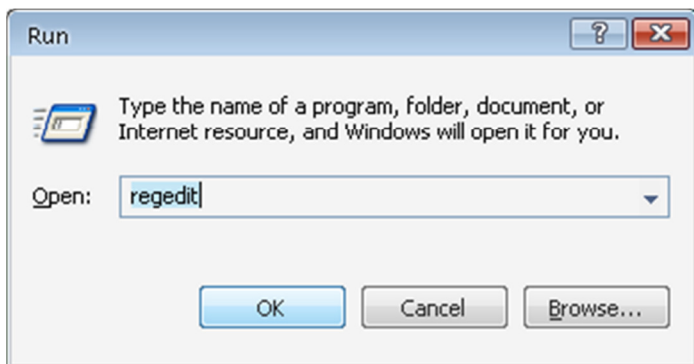 Run
Type the name of a program, folder, document, or
Internet resource, and Windows will open it for you.
Open: regedit
OK Cancel Browse...